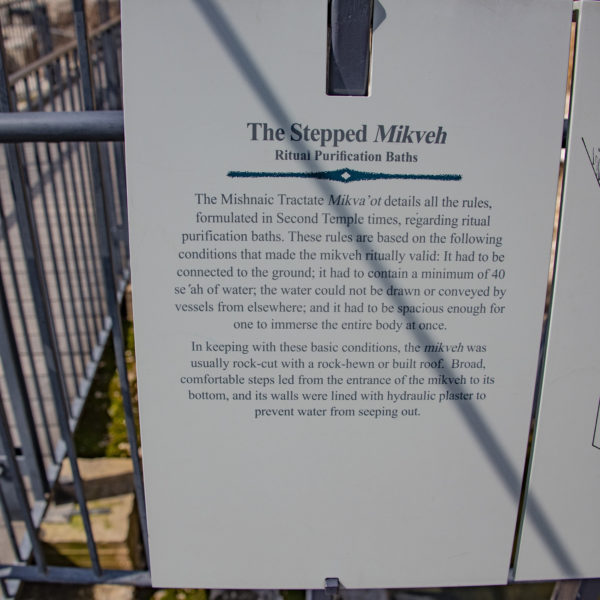 The Stepped Mikveh
Ritual Purification Baths
The Mishnaic Tractate Mikva'ot details all the rules,
formulated in Second Temple times, regarding ritual
purification baths. These rules are based on the following
conditions that made the mikveh ritually valid: It had to be
connected to the ground; it had to contain a minimum of 40
se'ah of water; the water could not be drawn or conveyed by
vessels from elsewhere; and it had to be spacious enough for
one to immerse the entire body at once.
In keeping with these basic conditions, the mikveh was
usually rock-cut with a rock-hewn or built roof. Broad,
comfortable steps led from the entrance of the mikveh to its
bottom, and its walls were lined with hydraulic plaster to
prevent water from seeping out.